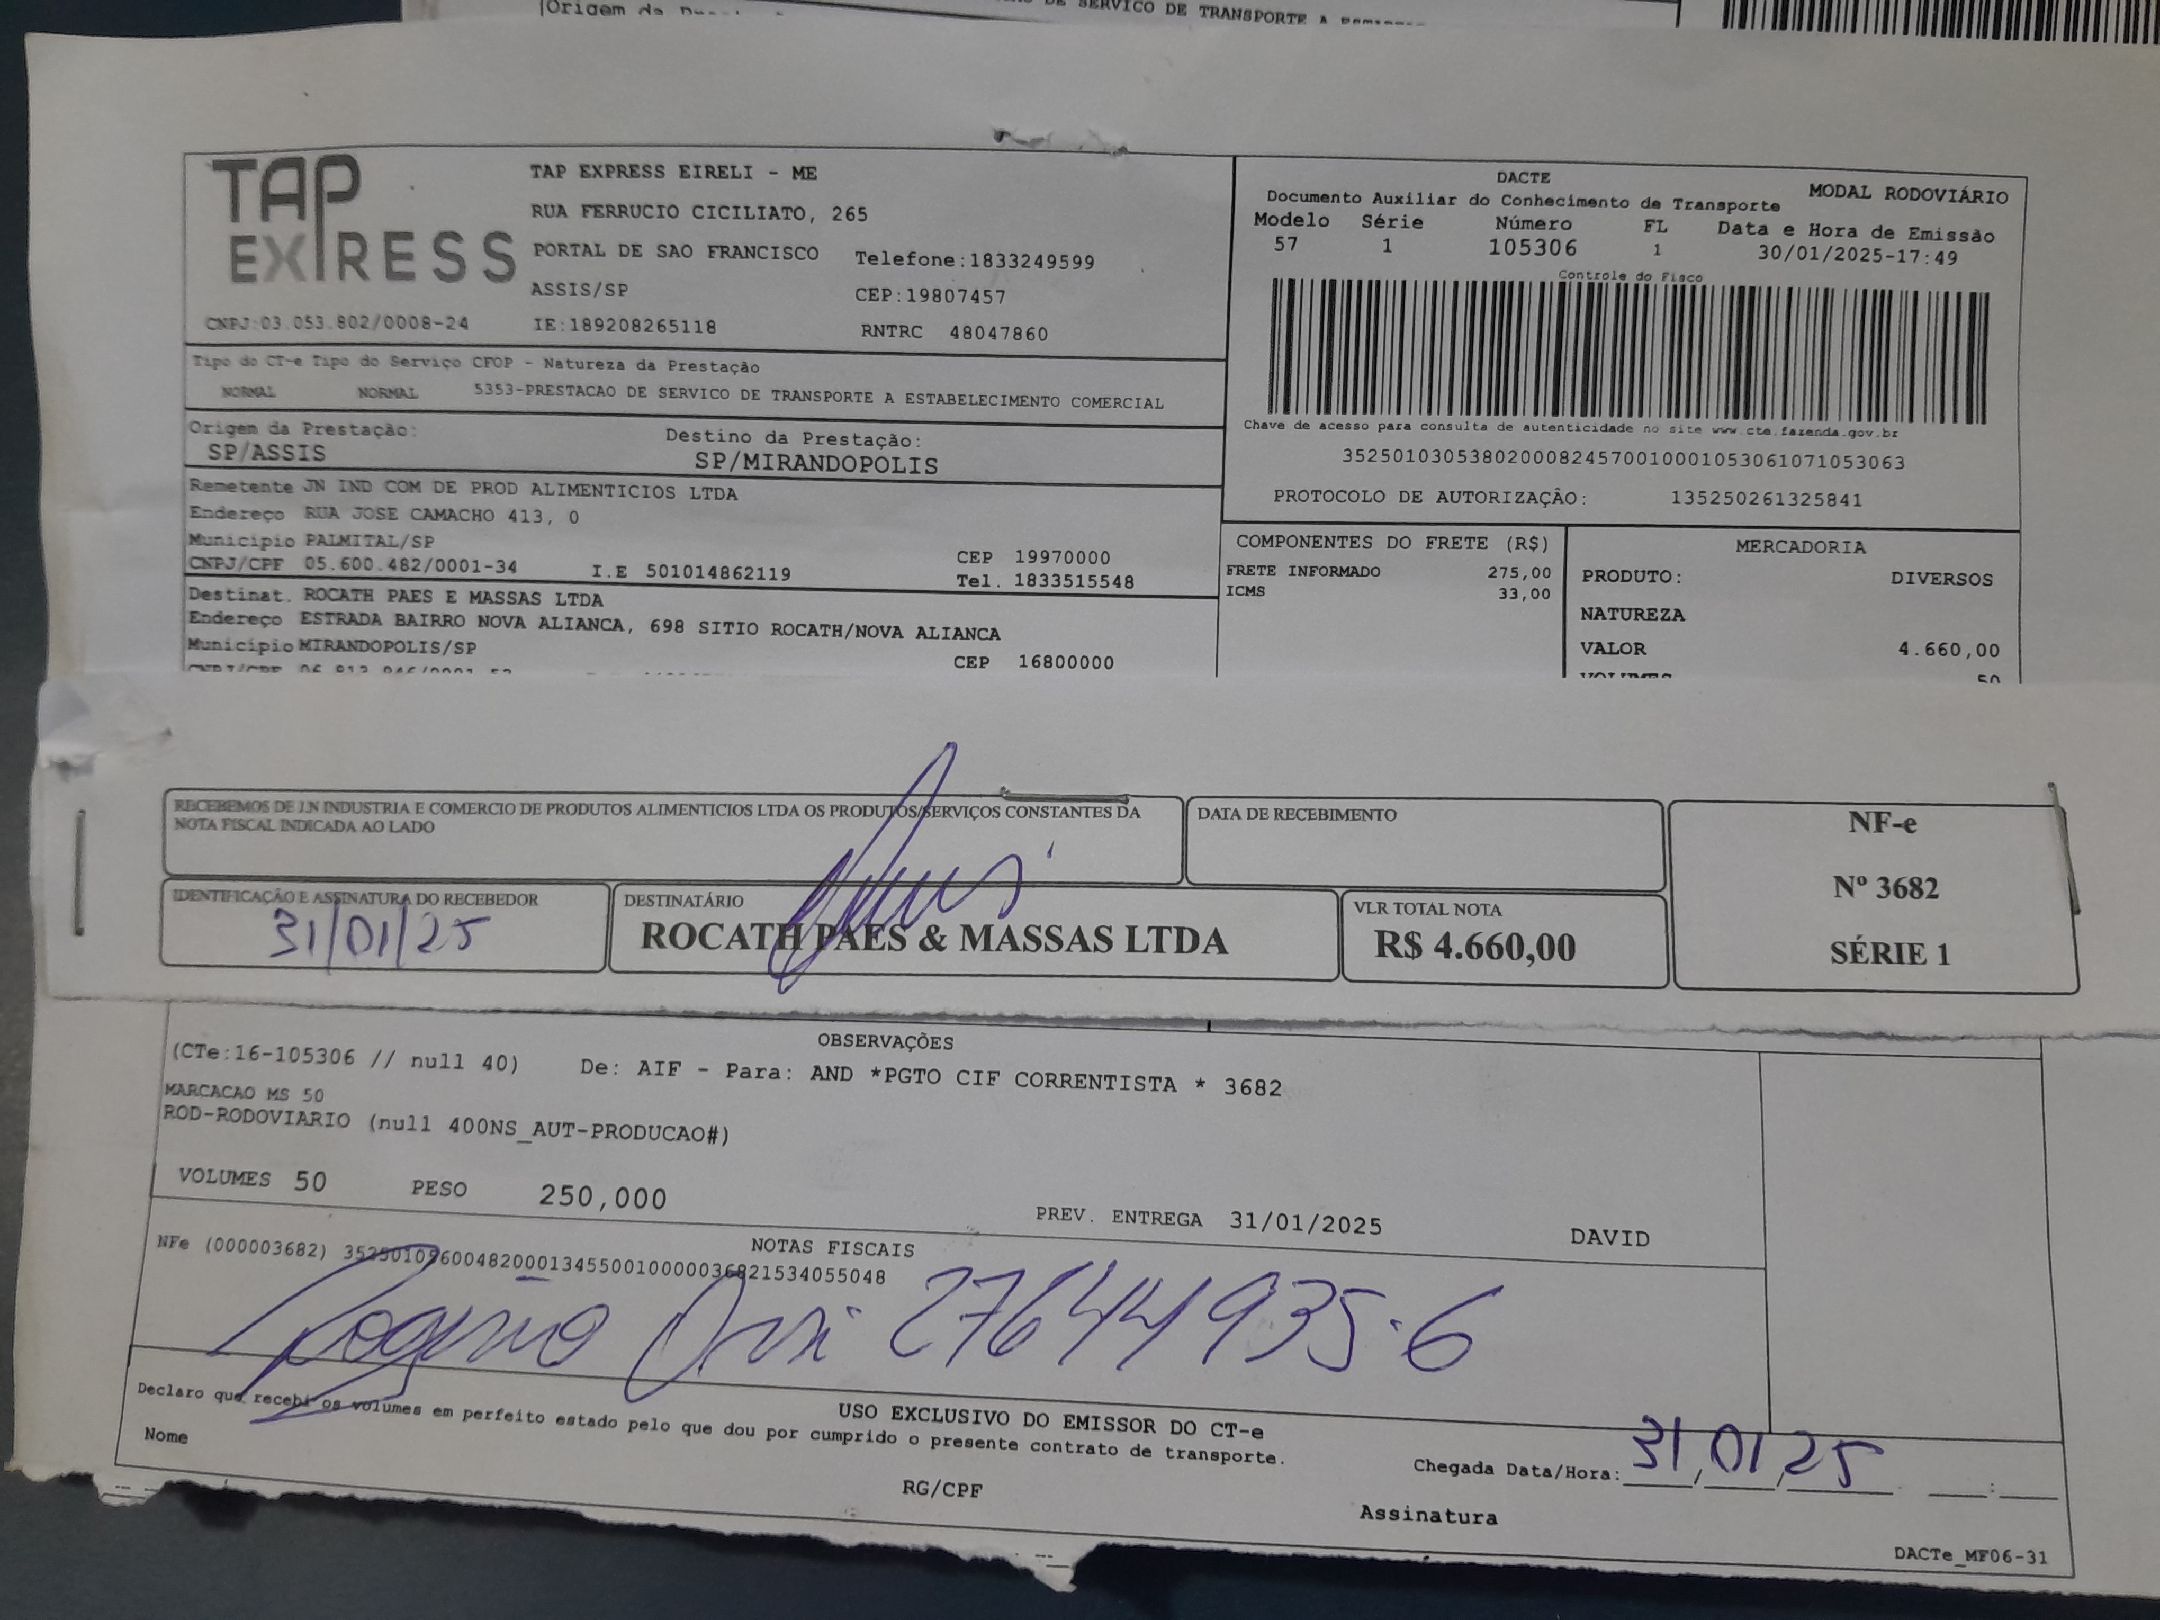 SERVICO DE TRANSPORTE A
Origem da
TAP EXPRESS
TAP EXPRESS EIRELI - ME
RUA FERRUCIO CICILIATO, 265
PORTAL DE SAO FRANCISCO Telefone:1833249599
ASSIS/SP CEP:19807457
CNPJ:03.053.802/0008-24 IE:189208265118 RNTRC 48047860
DACTE MODAL RODOVIÁRIO
Documento Auxiliar do Conhecimento de Transporte
Modelo Série Número FL Data e Hora de Emissão
57 1 105306 1 30/01/2025-17:49
Controle do Fisco
Chave de acesso para consulta de autenticidade no site www.cte.fazenda.gov.br
35250103053802000824570010001053061071053063
PROTOCOLO DE AUTORIZAÇÃO: 135250261325841
Tipo do CT-e Tipo do Serviço CFOP - Natureza da Prestação
NORMAL NORMAL 5353-PRESTACAO DE SERVICO DE TRANSPORTE A ESTABELECIMENTO COMERCIAL
Origem da Prestação: Destino da Prestação:
SP/ASSIS SP/MIRANDOPOLIS
Remetente JN IND COM DE PROD ALIMENTICIOS LTDA
Endereço RUA JOSE CAMACHO 413, 0
Município PALMITAL/SP CEP 19970000
CNPJ/CPF 05.600.482/0001-34 I.E 501014862119 Tel. 1833515548
Destinat. ROCATH PAES E MASSAS LTDA
Endereço ESTRADA BAIRRO NOVA ALIANCA, 698 SITIO ROCATH/NOVA ALIANCA
Município MIRANDOPOLIS/SP CEP 16800000
COMPONENTES DO FRETE (R$)
FRETE INFORMADO 275,00
ICMS 33,00
MERCADORIA
PRODUTO: DIVERSOS
NATUREZA
VALOR 4.660,00
VOLUMES 50
RECEBEMOS DE J.N INDUSTRIA E COMERCIO DE PRODUTOS ALIMENTICIOS LTDA OS PRODUTOS/SERVIÇOS CONSTANTES DA
NOTA FISCAL INDICADA AO LADO
DATA DE RECEBIMENTO
NF-e
Nº 3682
SÉRIE 1
IDENTIFICAÇÃO E ASSINATURA DO RECEBEDOR
31/01/25
DESTINATÁRIO
ROCATH PAES & MASSAS LTDA
VLR TOTAL NOTA
R$ 4.660,00
OBSERVAÇÕES
(CTe:16-105306 // null 40) De: AIF - Para: AND *PGTO CIF CORRENTISTA * 3682
MARCACAO MS 50
ROD-RODOVIARIO (null 400NS_AUT-PRODUCAO#)
VOLUMES 50 PESO 250,000 PREV. ENTREGA 31/01/2025 DAVID
NOTAS FISCAIS
NFe (000003682) 35250105600482000134550010000036821534055048
27644935-6
USO EXCLUSIVO DO EMISSOR DO CT-e
Declaro que recebi os volumes em perfeito estado pelo que dou por cumprido o presente contrato de transporte.
Nome RG/CPF Assinatura
Chegada Data/Hora: 31/01/25 :
DACTe_MF06-31